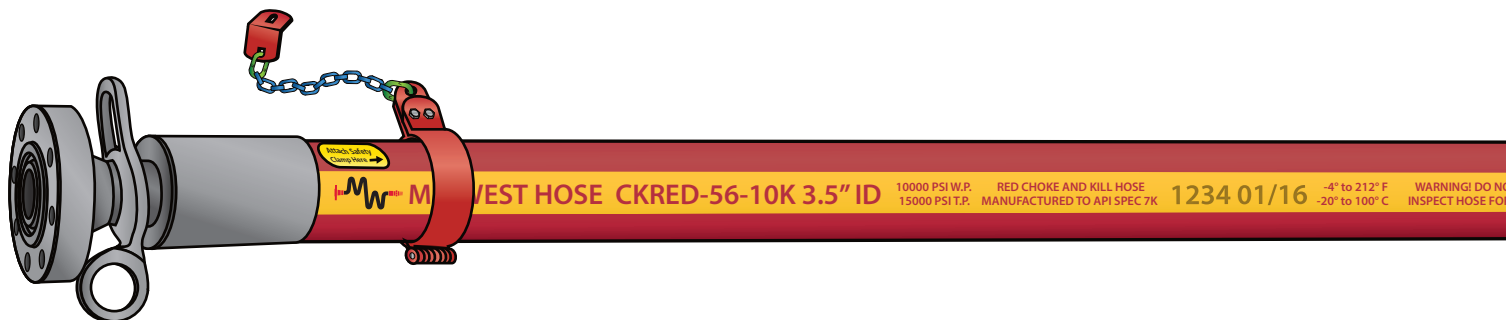 Attach Safety
Clamp Here
MW
M WEST HOSE CKRED-56-10K 3.5” ID
10000 PSI W.P.
15000 PSI T.P.
RED CHOKE AND KILL HOSE
MANUFACTURED TO API SPEC 7K
1234 01/16
-4° to 212° F
-20° to 100° C
WARNING! DO NO
INSPECT HOSE FO